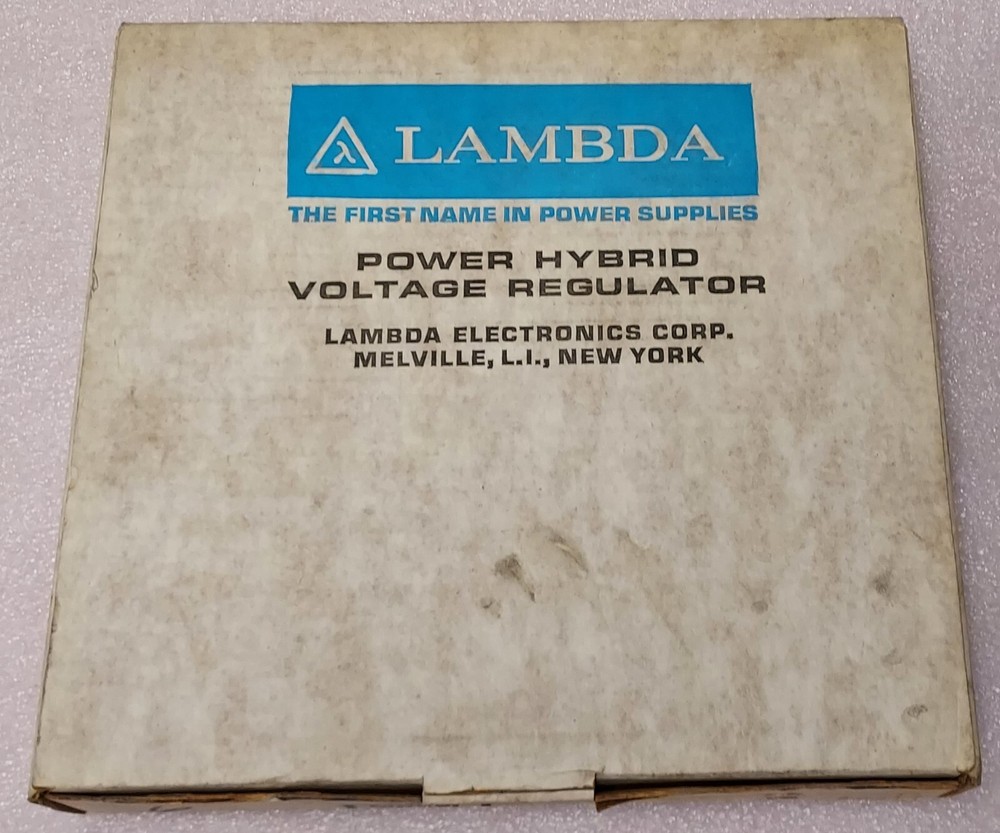 λ LAMBDA
THE FIRST NAME IN POWER SUPPLIES
POWER HYBRID
VOLTAGE REGULATOR
LAMBDA ELECTRONICS CORP.
MELVILLE, L.I., NEW YORK